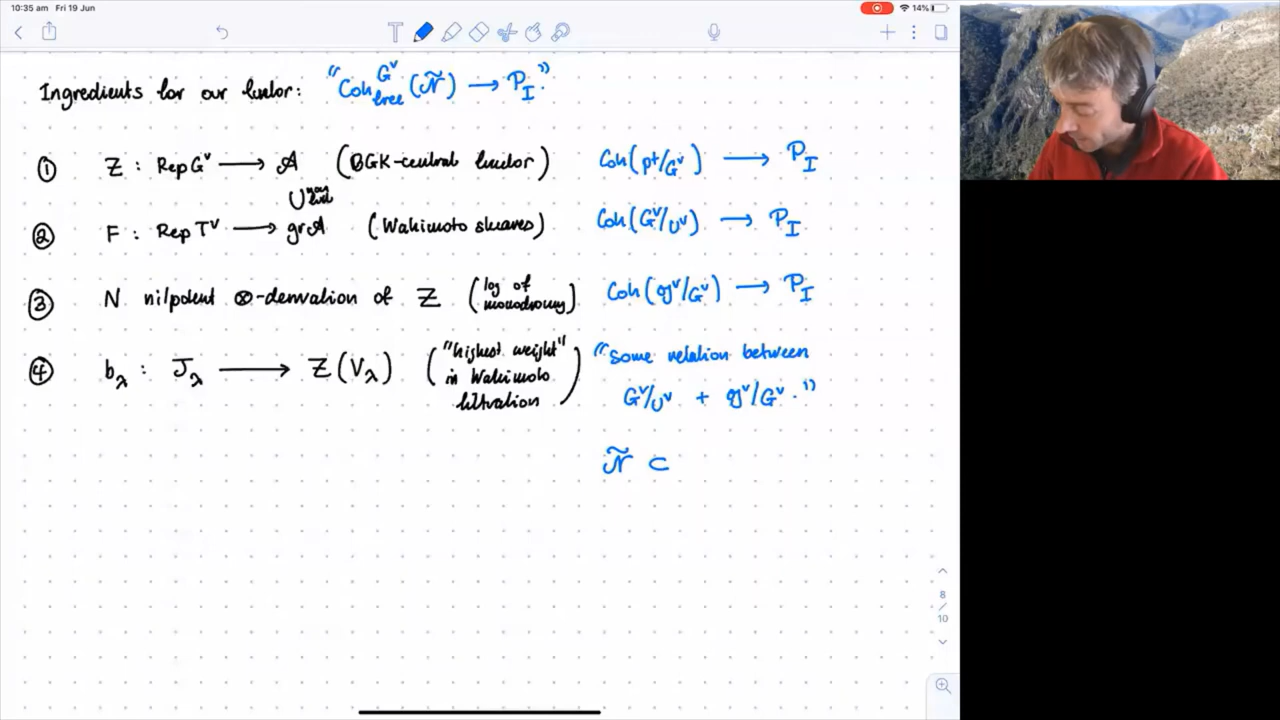 10:35 am Fri 19 Jun
14%
Ingredients for our functor: "Coh^{G^∨}_{free}(Ñ) → P_I."
① Z : Rep G^∨ → A (BGK-central functor) Coh(pt/G^∨) → P_I
∪
② F : Rep T^∨ → gr A (Wakimoto sheaves) Coh(G^∨/U^∨) → P_I
③ N nilpotent ⊗-derivation of Z (log of monodromy) Coh(g^∨/G^∨) → P_I
④ b_λ : J_λ → Z(V_λ) ("highest weight" in Wakimoto filtration) "Some relation between
G^∨/U^∨ + g^∨/G^∨."
Ñ ⊂
8
/
10